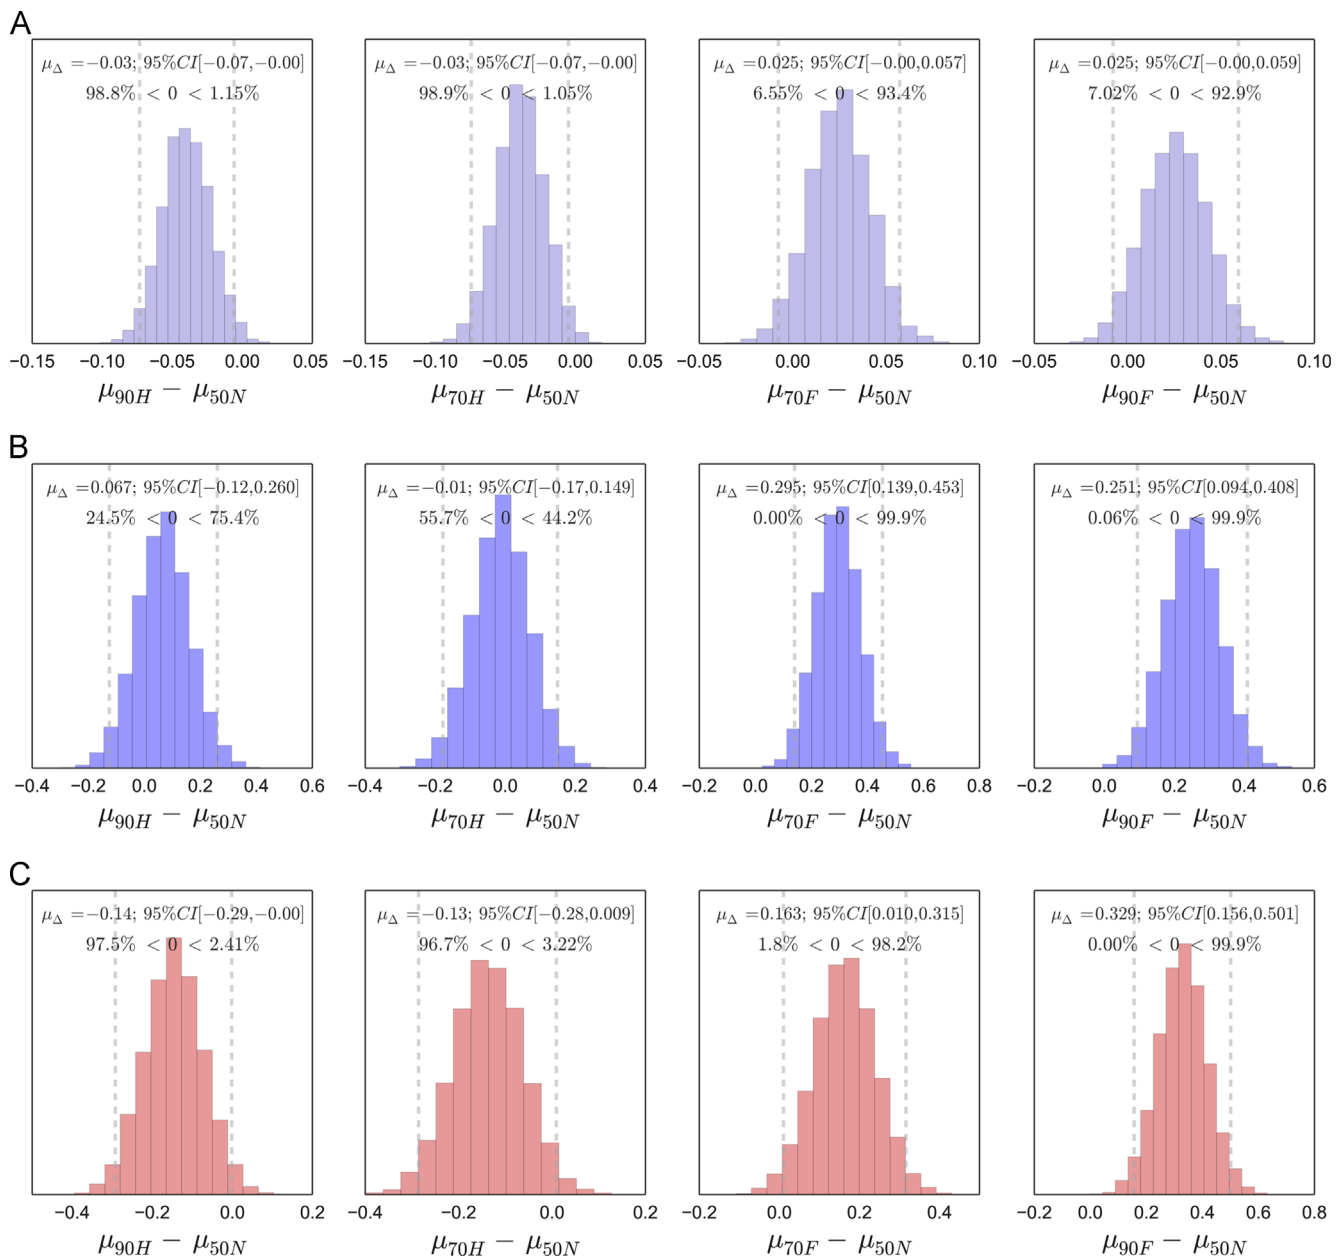 A
μΔ =−0.03; 95%CI[−0.07,−0.00]
98.8% < 0 < 1.15%
−0.15 −0.10 −0.05 0.00 0.05
μ90H − μ50N
μΔ =−0.03; 95%CI[−0.07,−0.00]
98.9% < 0 < 1.05%
−0.15 −0.10 −0.05 0.00 0.05
μ70H − μ50N
μΔ =0.025; 95%CI[−0.00,0.057]
6.55% < 0 < 93.4%
−0.05 0.00 0.05 0.10
μ70F − μ50N
μΔ =0.025; 95%CI[−0.00,0.059]
7.02% < 0 < 92.9%
−0.05 0.00 0.05 0.10
μ90F − μ50N
B
μΔ =0.067; 95%CI[−0.12,0.260]
24.5% < 0 < 75.4%
−0.4 −0.2 0.0 0.2 0.4 0.6
μ90H − μ50N
μΔ =−0.01; 95%CI[−0.17,0.149]
55.7% < 0 < 44.2%
−0.4 −0.2 0.0 0.2 0.4
μ70H − μ50N
μΔ =0.295; 95%CI[0.139,0.453]
0.00% < 0 < 99.9%
−0.2 0.0 0.2 0.4 0.6 0.8
μ70F − μ50N
μΔ =0.251; 95%CI[0.094,0.408]
0.06% < 0 < 99.9%
−0.2 0.0 0.2 0.4 0.6
μ90F − μ50N
C
μΔ =−0.14; 95%CI[−0.29,−0.00]
97.5% < 0 < 2.41%
−0.4 −0.2 0.0 0.2
μ90H − μ50N
μΔ =−0.13; 95%CI[−0.28,0.009]
96.7% < 0 < 3.22%
−0.4 −0.2 0.0 0.2
μ70H − μ50N
μΔ =0.163; 95%CI[0.010,0.315]
1.8% < 0 < 98.2%
−0.2 0.0 0.2 0.4
μ70F − μ50N
μΔ =0.329; 95%CI[0.156,0.501]
0.00% < 0 < 99.9%
−0.2 0.0 0.2 0.4 0.6 0.8
μ90F − μ50N